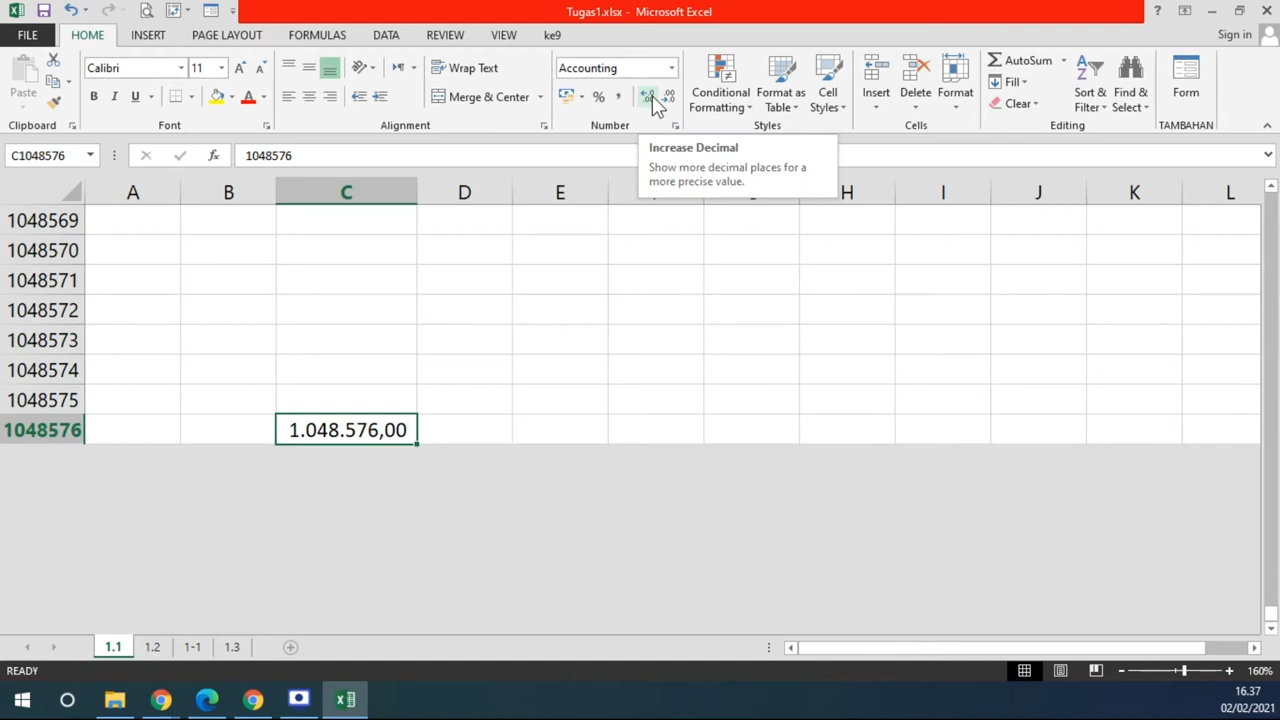 Tugas1.xlsx - Microsoft Excel
?
FILE HOME INSERT PAGE LAYOUT FORMULAS DATA REVIEW VIEW ke9 Sign in
Paste
Calibri 11
B I U
A
Wrap Text
Merge & Center
Accounting
%
Conditional Formatting
Format as Table
Cell Styles
Insert
Delete
Format
AutoSum
Fill
Clear
Sort & Filter
Find & Select
Form
Clipboard Font Alignment Number Styles Cells Editing TAMBAHAN
C1048576 fx 1048576
Increase Decimal
Show more decimal places for a
more precise value.
A B C D E H I J K L
1048569
1048570
1048571
1048572
1048573
1048574
1048575
1048576 1.048.576,00
1.1 1.2 1-1 1.3
READY 160%
16.37
02/02/2021